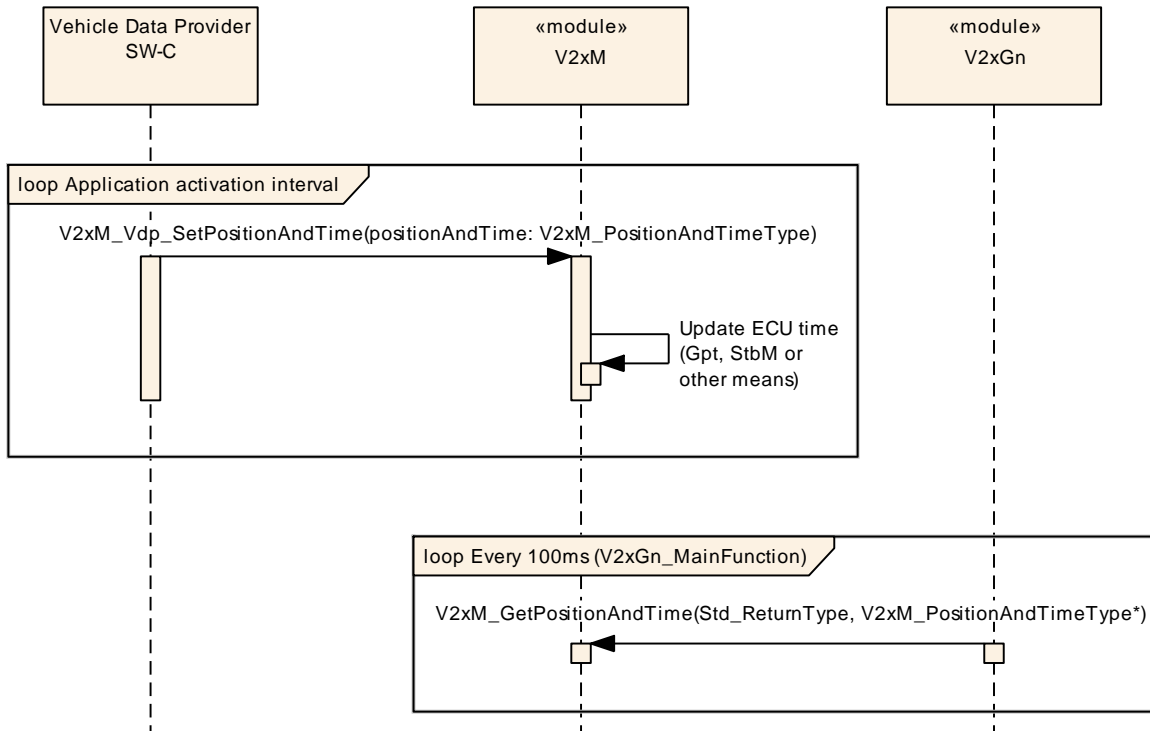 Vehicle Data Provider
SW-C
«module»
V2xM
«module»
V2xGn
loop Application activation interval
V2xM_Vdp_SetPositionAndTime(positionAndTime: V2xM_PositionAndTimeType)
Update ECU time
(Gpt, StbM or
other means)
loop Every 100ms (V2xGn_MainFunction)
V2xM_GetPositionAndTime(Std_ReturnType, V2xM_PositionAndTimeType*)